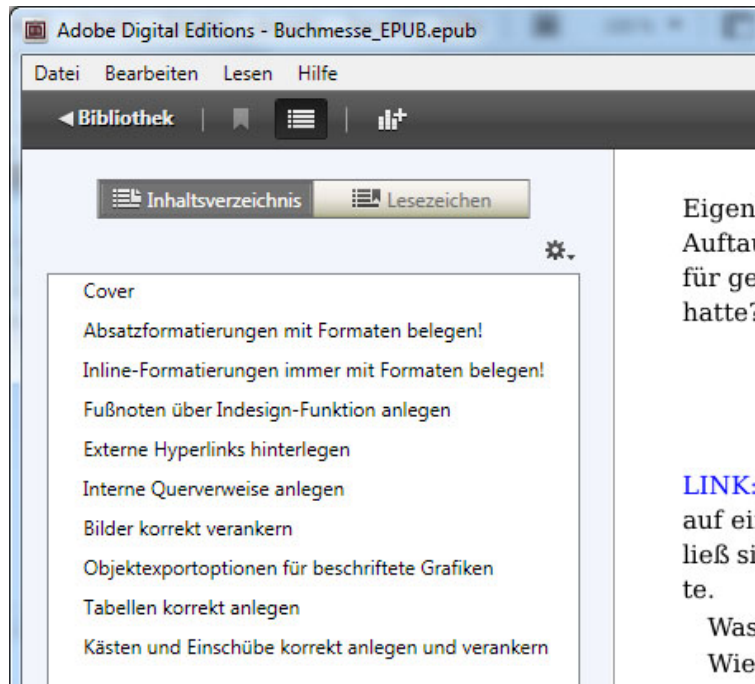 Adobe Digital Editions - Buchmesse_EPUB.epub
Datei Bearbeiten Lesen Hilfe
Bibliothek
Inhaltsverzeichnis Lesezeichen
Cover
Absatzformatierungen mit Formaten belegen!
Inline-Formatierungen immer mit Formaten belegen!
Fußnoten über Indesign-Funktion anlegen
Externe Hyperlinks hinterlegen
Interne Querverweise anlegen
Bilder korrekt verankern
Objektexportoptionen für beschriftete Grafiken
Tabellen korrekt anlegen
Kästen und Einschübe korrekt anlegen und verankern
Eigen
Auftau
für ge
hatte?
LINK:
auf ei
ließ si
te.
Was
Wie